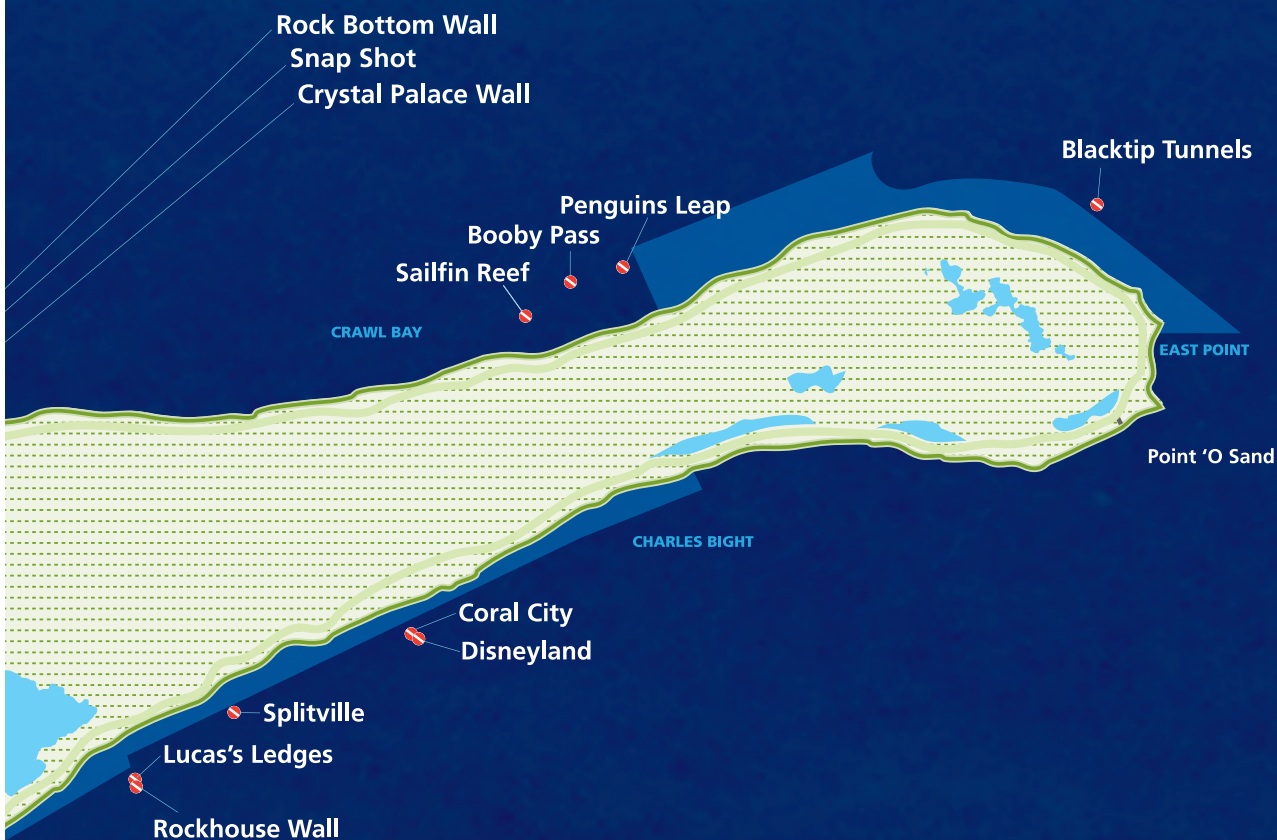 Rock Bottom Wall
Snap Shot
Crystal Palace Wall
Blacktip Tunnels
Penguins Leap
Booby Pass
Sailfin Reef
CRAWL BAY
EAST POINT
Point ‘O Sand
CHARLES BIGHT
Coral City
Disneyland
Splitville
Lucas's Ledges
Rockhouse Wall